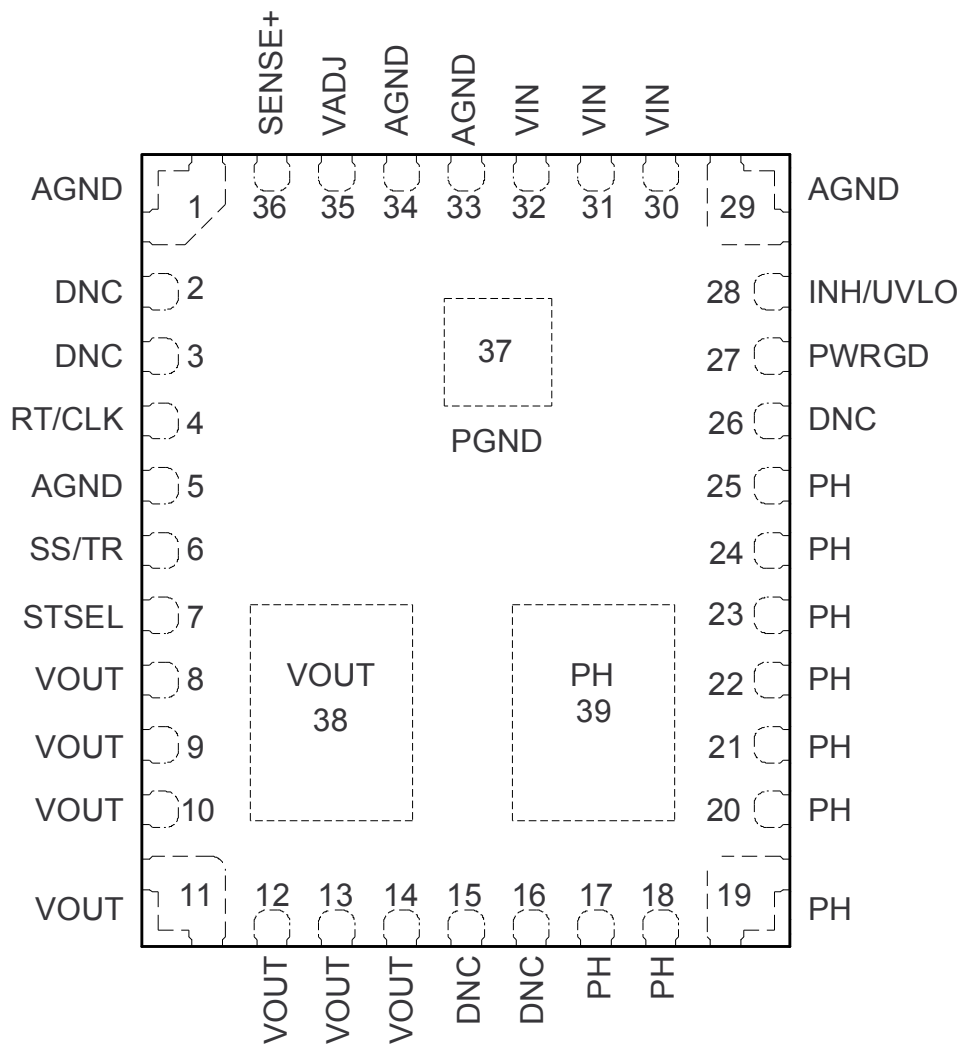 SENSE+
VADJ
AGND
AGND
VIN
VIN
VIN
AGND
1
36
35
34
33
32
31
30
29
AGND
DNC
2
28
INH/UVLO
DNC
3
37
27
PWRGD
RT/CLK
4
PGND
26
DNC
AGND
5
25
PH
SS/TR
6
24
PH
STSEL
7
23
PH
VOUT
8
VOUT
38
PH
39
22
PH
VOUT
9
21
PH
VOUT
10
20
PH
VOUT
11
12
13
14
15
16
17
18
19
PH
VOUT
VOUT
VOUT
DNC
DNC
PH
PH